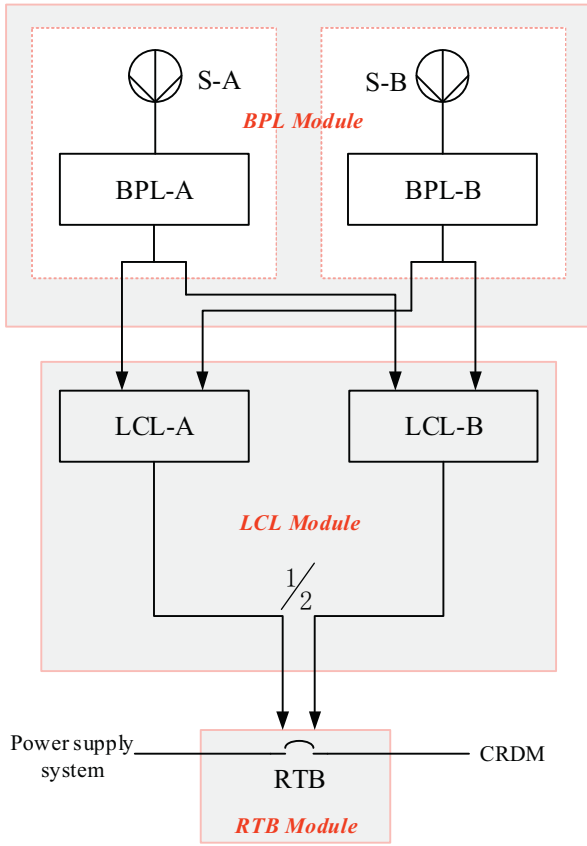 S-A
S-B
BPL Module
BPL-A
BPL-B
LCL-A
LCL-B
LCL Module
1/2
Power supply
system
CRDM
RTB
RTB Module